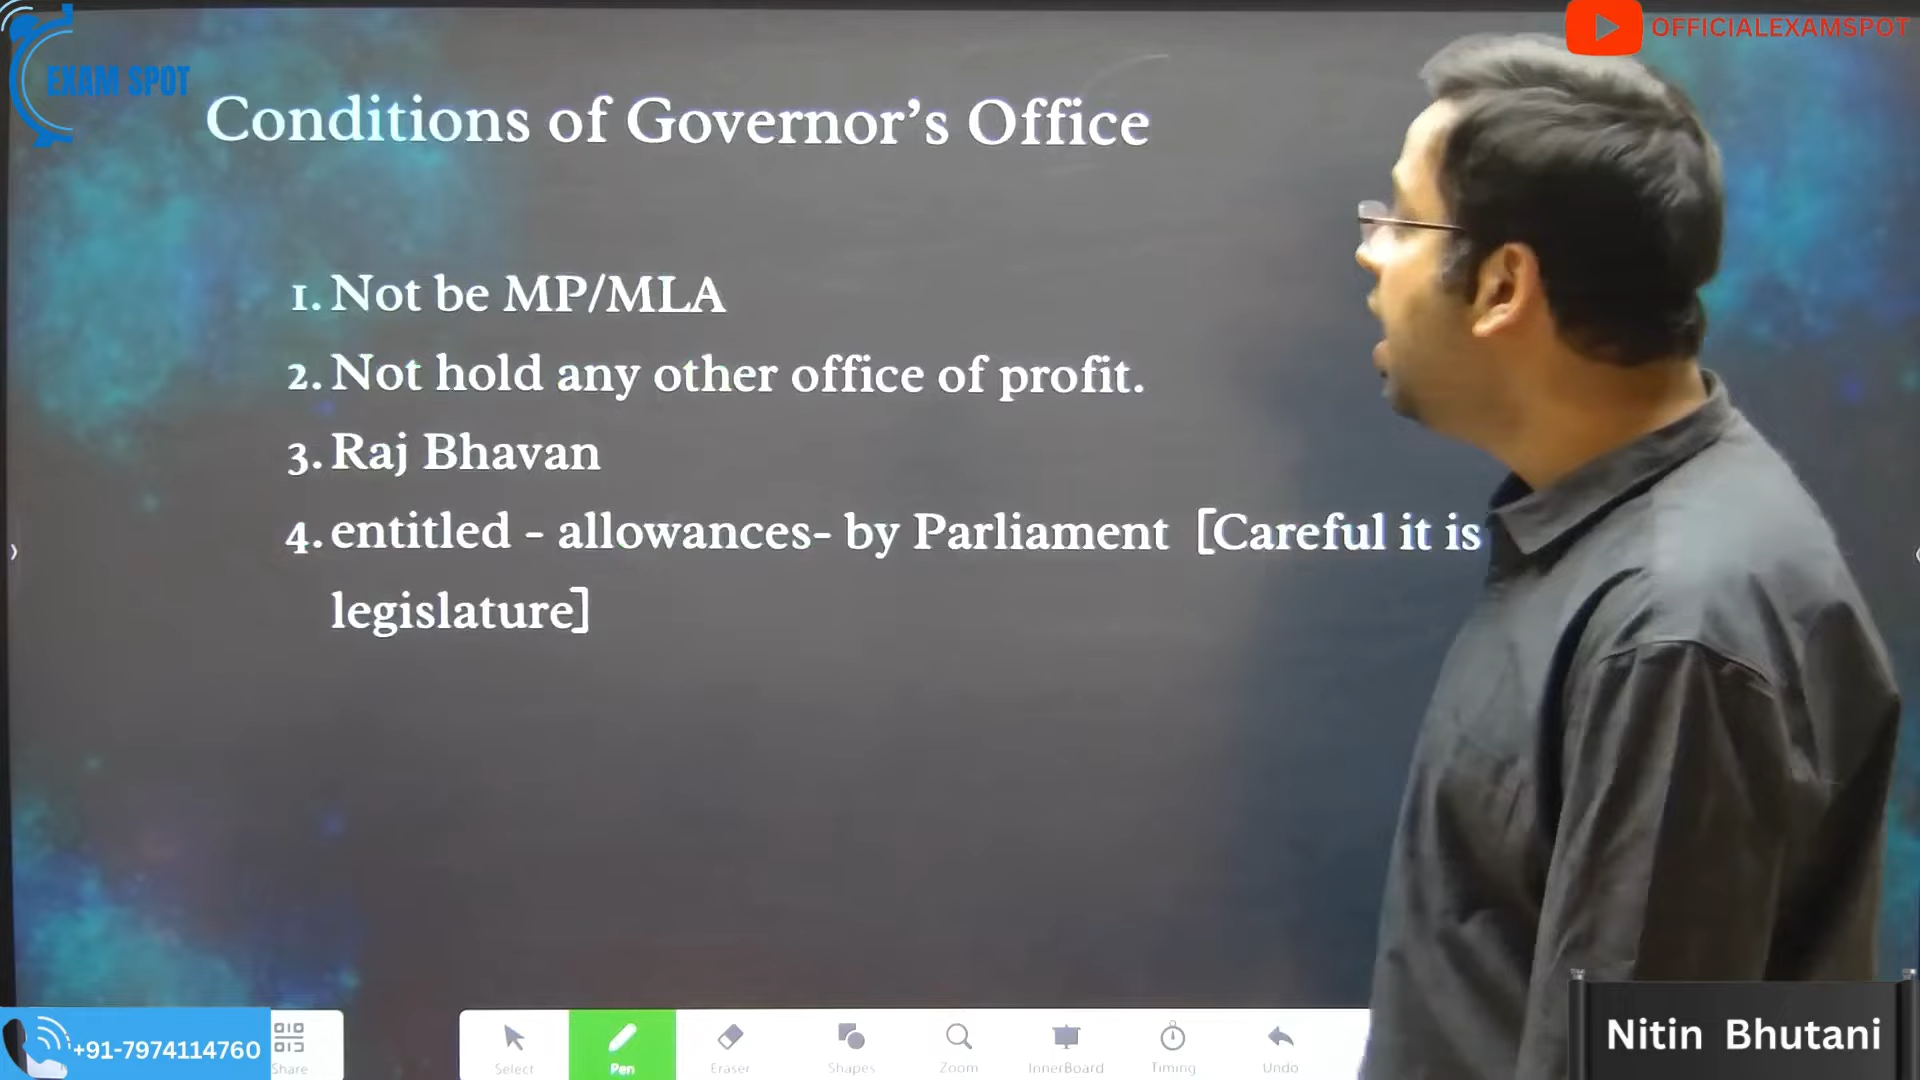 EXAM SPOT
OFFICIALEXAMSPOT
Conditions of Governor’s Office
1. Not be MP/MLA
2. Not hold any other office of profit.
3. Raj Bhavan
4. entitled - allowances- by Parliament [Careful it is
legislature]
+91-7974114760
Share
Select
Pen
Eraser
Shapes
Zoom
InnerBoard
Timing
Undo
Nitin Bhutani